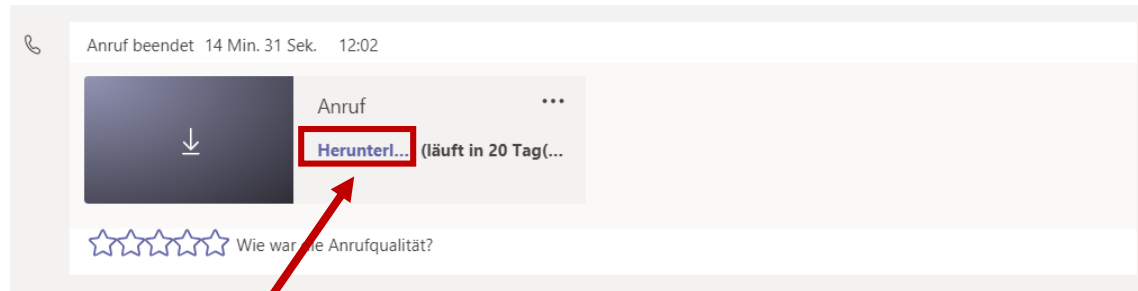 Anruf beendet 14 Min. 31 Sek. 12:02
Anruf
Herunterl... (läuft in 20 Tag(...
Wie war die Anrufqualität?